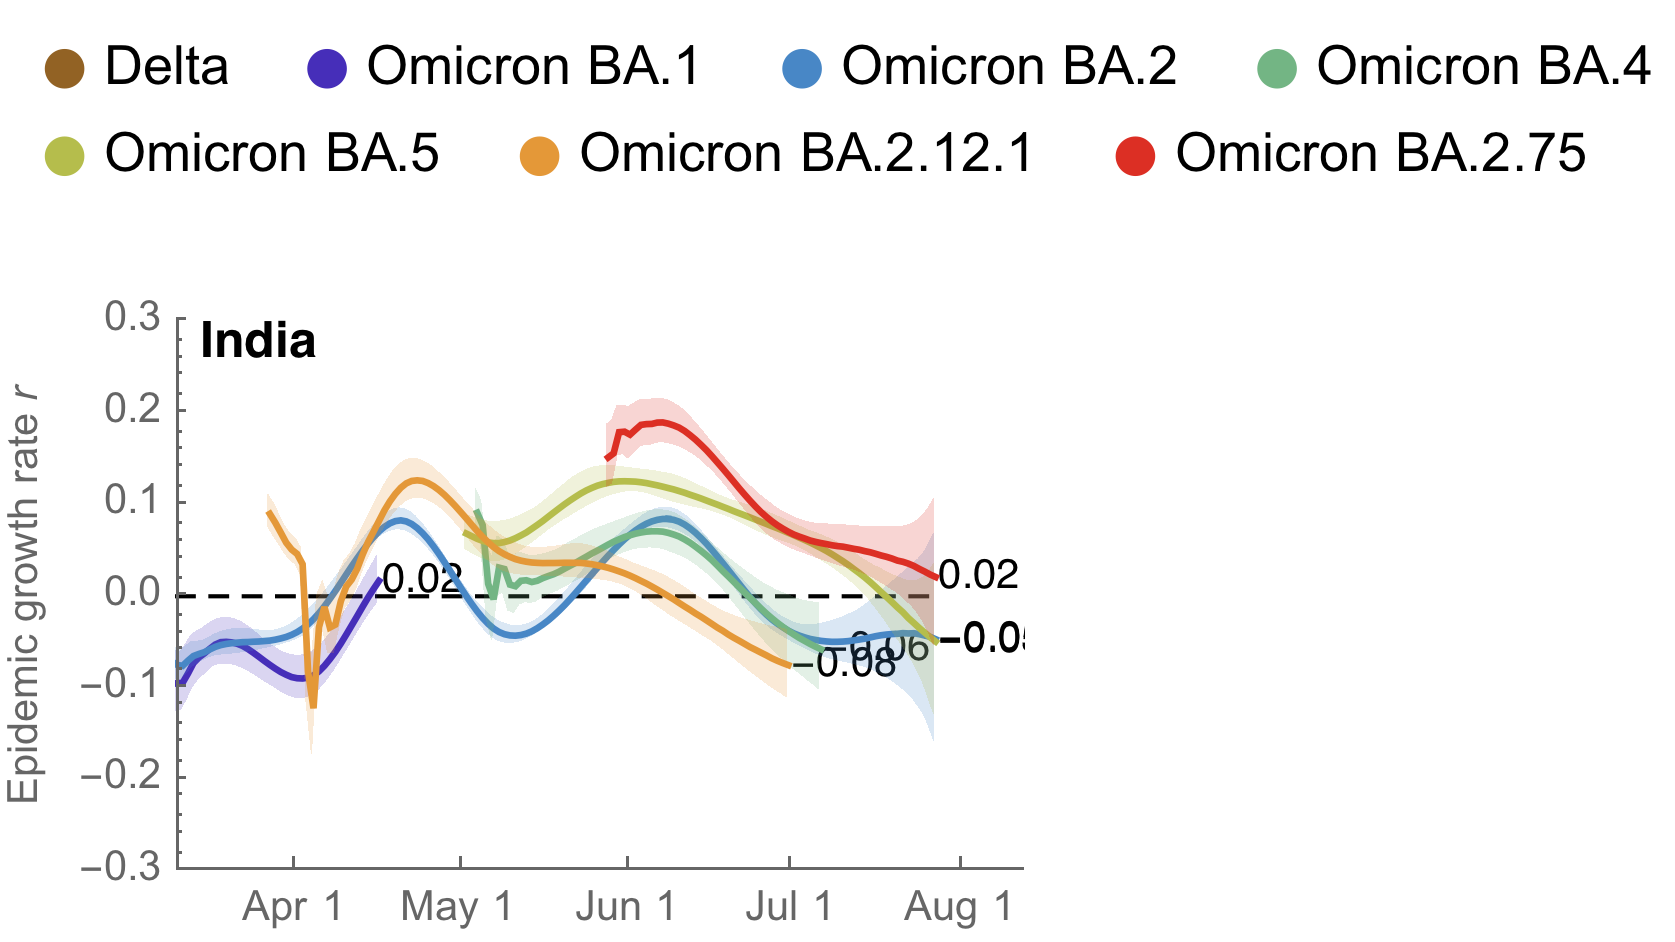 Delta Omicron BA.1 Omicron BA.2 Omicron BA.4
Omicron BA.5 Omicron BA.2.12.1 Omicron BA.2.75
India
Epidemic growth rate r
0.3
0.2
0.1
0.0
−0.1
−0.2
−0.3
0.02
0.02
−0.06
−0.08
Apr 1 May 1 Jun 1 Jul 1 Aug 1